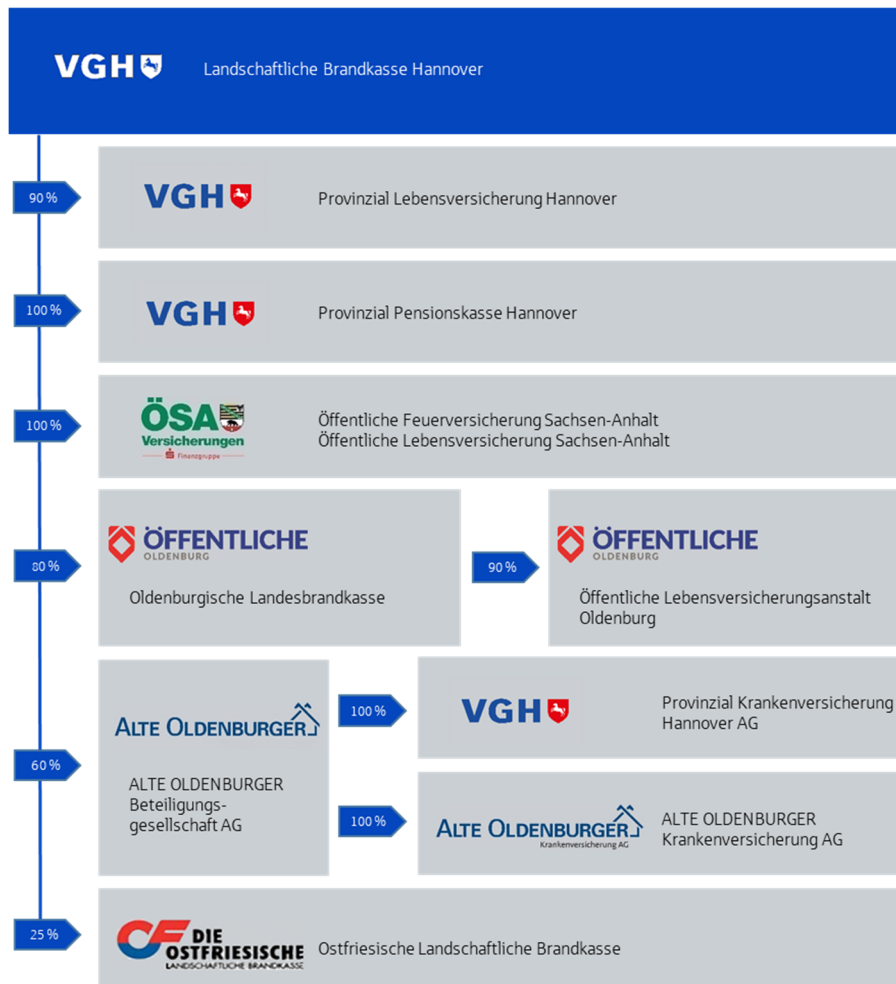 VGH Landschaftliche Brandkasse Hannover
90 %
VGH Provinzial Lebensversicherung Hannover
100 %
VGH Provinzial Pensionskasse Hannover
100 %
ÖSA
Versicherungen
Finanzgruppe
Öffentliche Feuerversicherung Sachsen-Anhalt
Öffentliche Lebensversicherung Sachsen-Anhalt
80 %
ÖFFENTLICHE
OLDENBURG
Oldenburgische Landesbrandkasse
90 %
ÖFFENTLICHE
OLDENBURG
Öffentliche Lebensversicherungsanstalt
Oldenburg
60 %
ALTE OLDENBURGER
ALTE OLDENBURGER
Beteiligungs-
gesellschaft AG
100 %
VGH
Provinzial Krankenversicherung
Hannover AG
100 %
ALTE OLDENBURGER
Krankenversicherung AG
ALTE OLDENBURGER
Krankenversicherung AG
25 %
DIE
OSTFRIESISCHE
LANDSCHAFTLICHE BRANDKASSE
Ostfriesische Landschaftliche Brandkasse